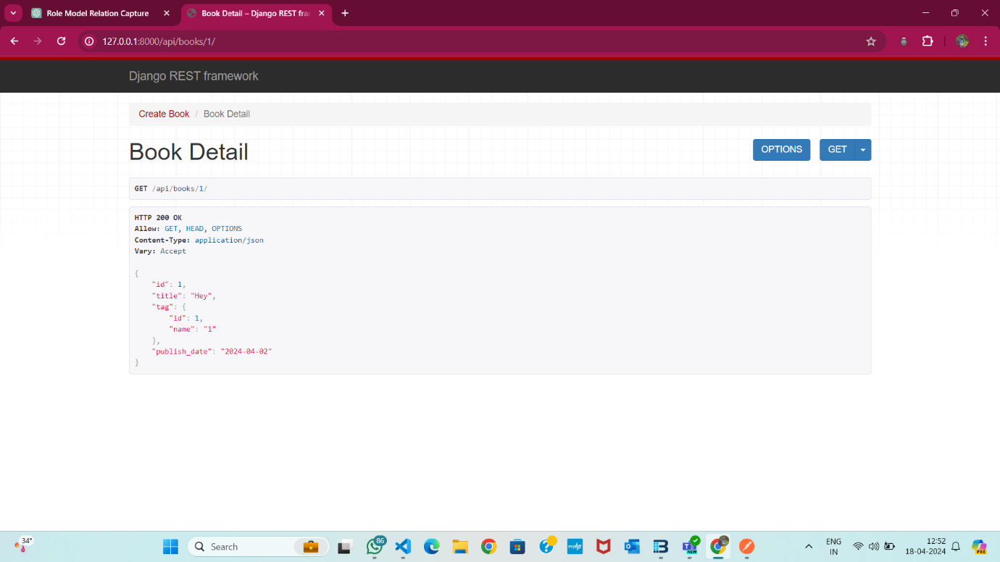 Role Model Relation Capture
Book Detail – Django REST fra
127.0.0.1:8000/api/books/1/
Django REST framework
Create Book / Book Detail
Book Detail
OPTIONS
GET
GET /api/books/1/
HTTP 200 OK
Allow: GET, HEAD, OPTIONS
Content-Type: application/json
Vary: Accept
{
"id": 1,
"title": "Hey",
"tag": {
"id": 1,
"name": "1"
},
"publish_date": "2024-04-02"
}
34°
Search
86
myhp
NEW
ENG
IN
12:52
18-04-2024
PRE